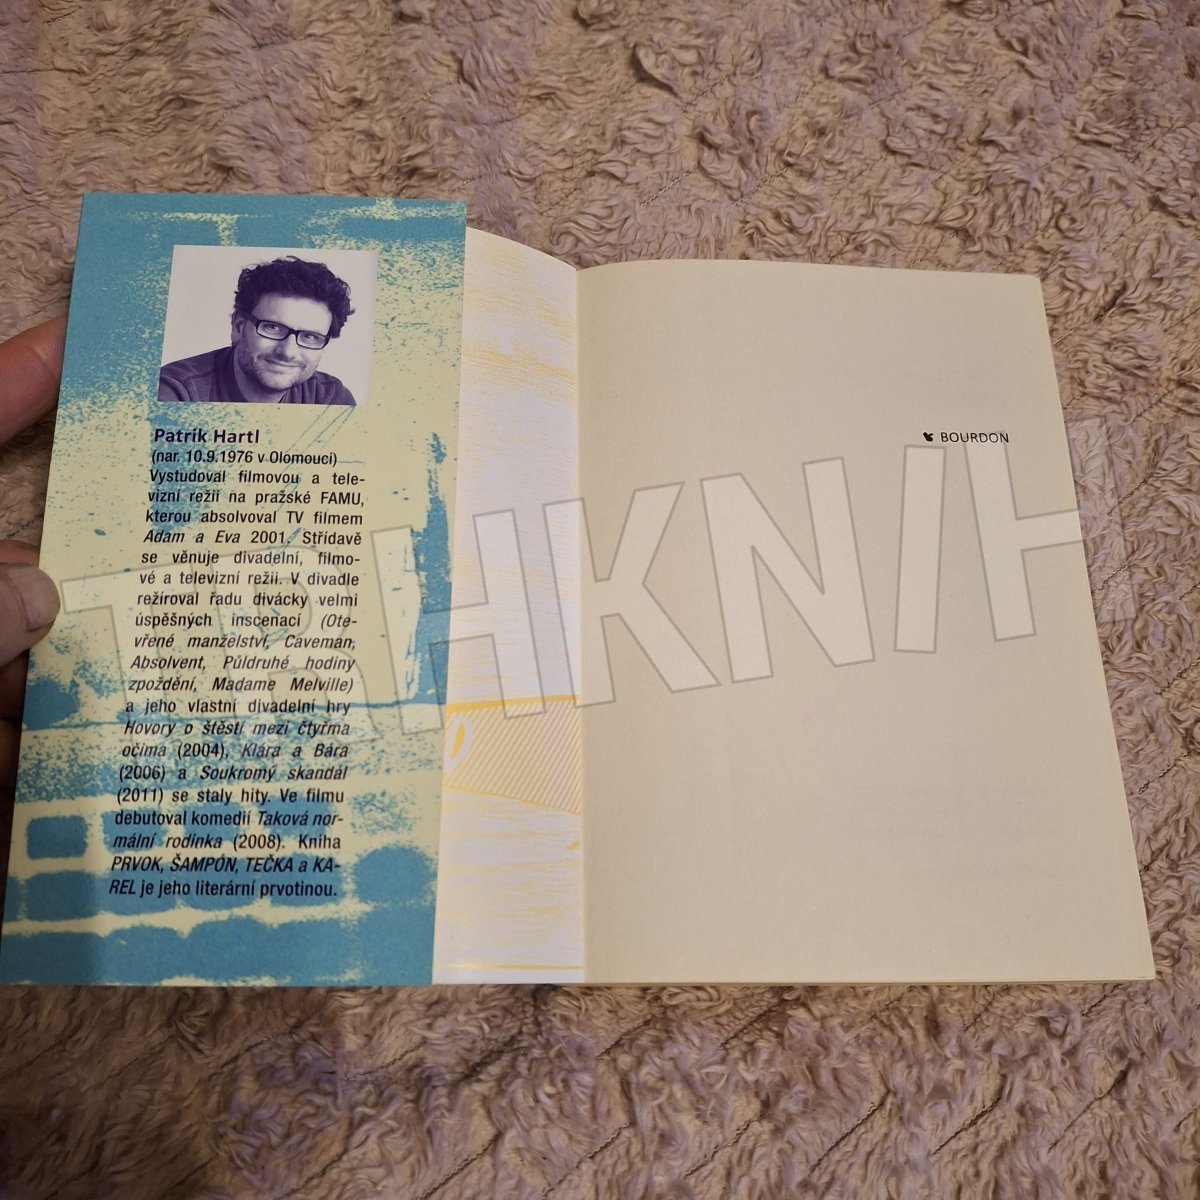 Patrik Hartl
(nar. 10.9.1976 v Olomouci)
Vystudoval filmovou a tele-
vizní režii na pražské FAMU,
kterou absolvoval TV filmem
Adam a Eva 2001. Střídavě
se věnuje divadelní, filmo-
vé a televizní režii. V divadle
režíroval řadu divácky velmi
úspěšných inscenací (Ote-
vřené manželství, Caveman,
Absolvent, Půldruhé hodiny
zpoždění, Madame Melville)
a jeho vlastní divadelní hry
Hovory o štěstí mezi čtyřma
očima (2004), Klára a Bára
(2006) a Soukromý skandál
(2011) se staly hity. Ve filmu
debutoval komedií Taková nor-
mální rodinka (2008). Kniha
PRVOK, ŠAMPÓN, TEČKA a KA-
REL je jeho literární prvotinou.
BOURDON
TRHKNIH